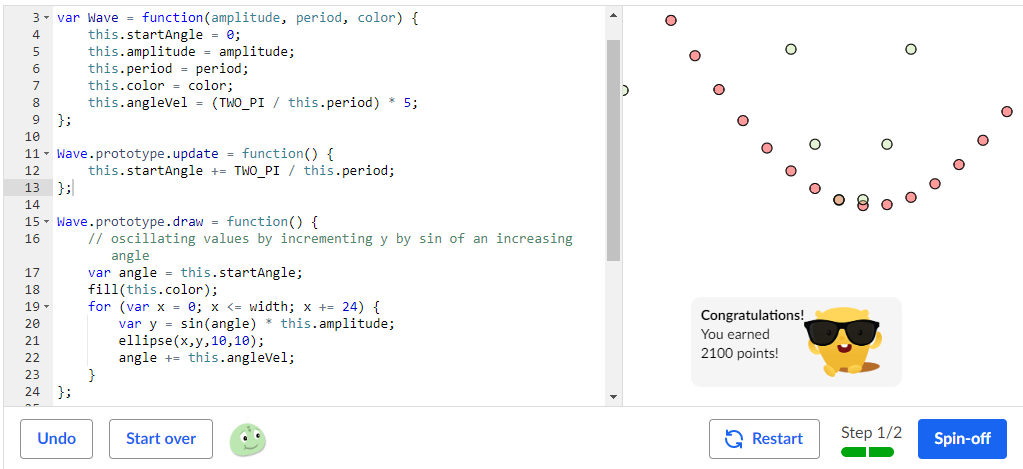 3 var Wave = function(amplitude, period, color) {
4 this.startAngle = 0;
5 this.amplitude = amplitude;
6 this.period = period;
7 this.color = color;
8 this.angleVel = (TWO_PI / this.period) * 5;
9 };
10
11 Wave.prototype.update = function() {
12 this.startAngle += TWO_PI / this.period;
13 };
14
15 Wave.prototype.draw = function() {
16 // oscillating values by incrementing y by sin of an increasing
angle
17 var angle = this.startAngle;
18 fill(this.color);
19 for (var x = 0; x <= width; x += 24) {
20 var y = sin(angle) * this.amplitude;
21 ellipse(x,y,10,10);
22 angle += this.angleVel;
23 }
24 };
Congratulations!
You earned
2100 points!
Undo
Start over
Restart
Step 1/2
Spin-off